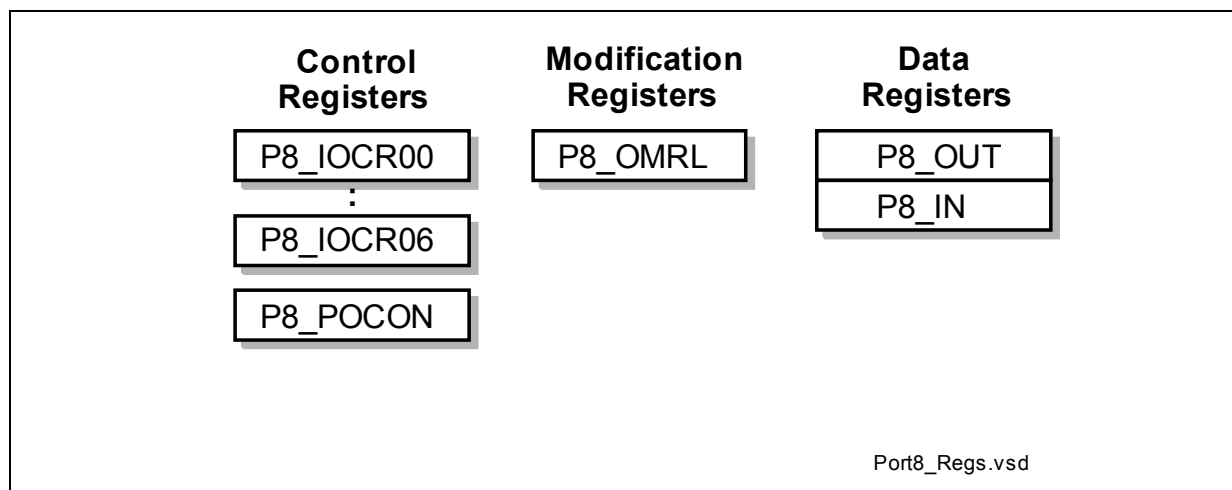 Control
Registers
P8_IOCR00
:
P8_IOCR06
P8_POCON
Modification
Registers
P8_OMRL
Data
Registers
P8_OUT
P8_IN
Port8_Regs.vsd